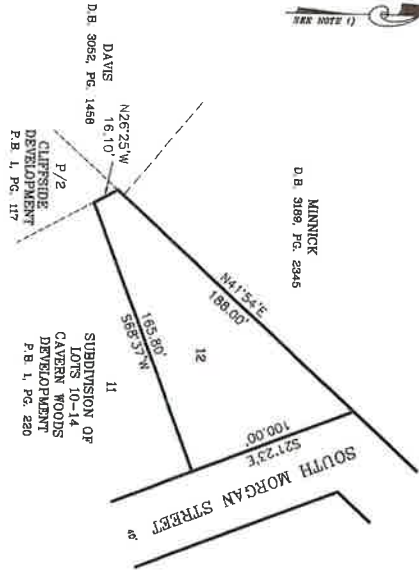 SEE NOTE 1)
MINNICK
D.B. 3189, PG. 2345
DAVIS
D.B. 3052, PG. 1458
N26°25'W
16.10'
N41°54'E
188.00'
12
S21°23'E
100.00'
SOUTH MORGAN STREET
40'
165.80'
S68°37'W
P/2
CLIFFSIDE
DEVELOPMENT
P.B. 1, PG. 117
11
SUBDIVISION OF
LOTS 10-14
CAVERN WOODS
DEVELOPMENT
P.B. 1, PG. 220